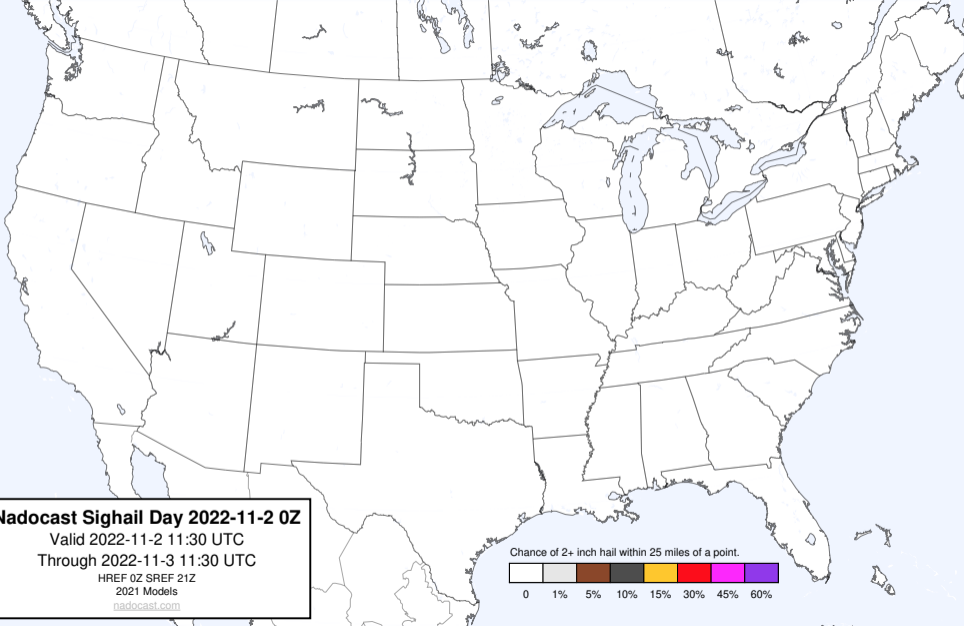 Nadocast Sighail Day 2022-11-2 0Z
Valid 2022-11-2 11:30 UTC
Through 2022-11-3 11:30 UTC
HREF 0Z SREF 21Z
2021 Models
nadocast.com
Chance of 2+ inch hail within 25 miles of a point.
0 1% 5% 10% 15% 30% 45% 60%